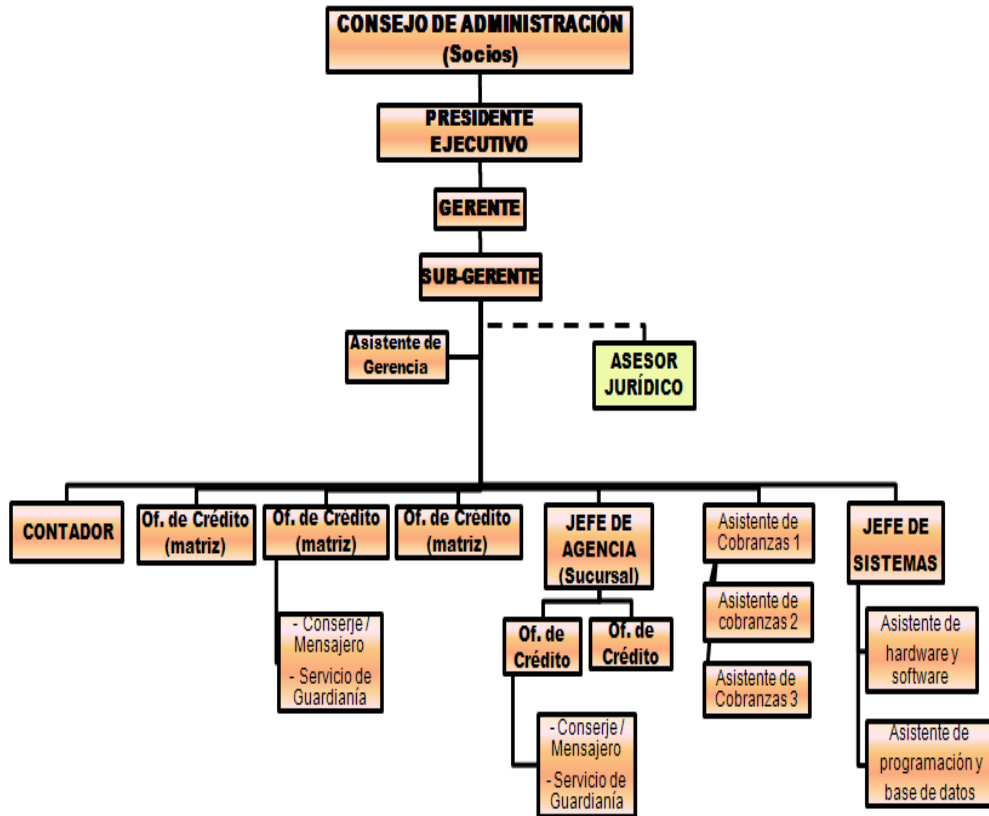 CONSEJO DE ADMINISTRACIÓN
(Socios)
PRESIDENTE
EJECUTIVO
GERENTE
SUB-GERENTE
Asistente de
Gerencia
ASESOR
JURÍDICO
CONTADOR
Of. de Crédito
(matriz)
Of. de Crédito
(matriz)
Of. de Crédito
(matriz)
JEFE DE
AGENCIA
(Sucursal)
Asistente de
Cobranzas 1
JEFE DE
SISTEMAS
- Conserje /
Mensajero
- Servicio de
Guardianía
Of. de
Crédito
Of. de
Crédito
Asistente de
cobranzas 2
Asistente de
hardware y
software
Asistente de
Cobranzas 3
- Conserje /
Mensajero
- Servicio de
Guardianía
Asistente de
programación y
base de datos